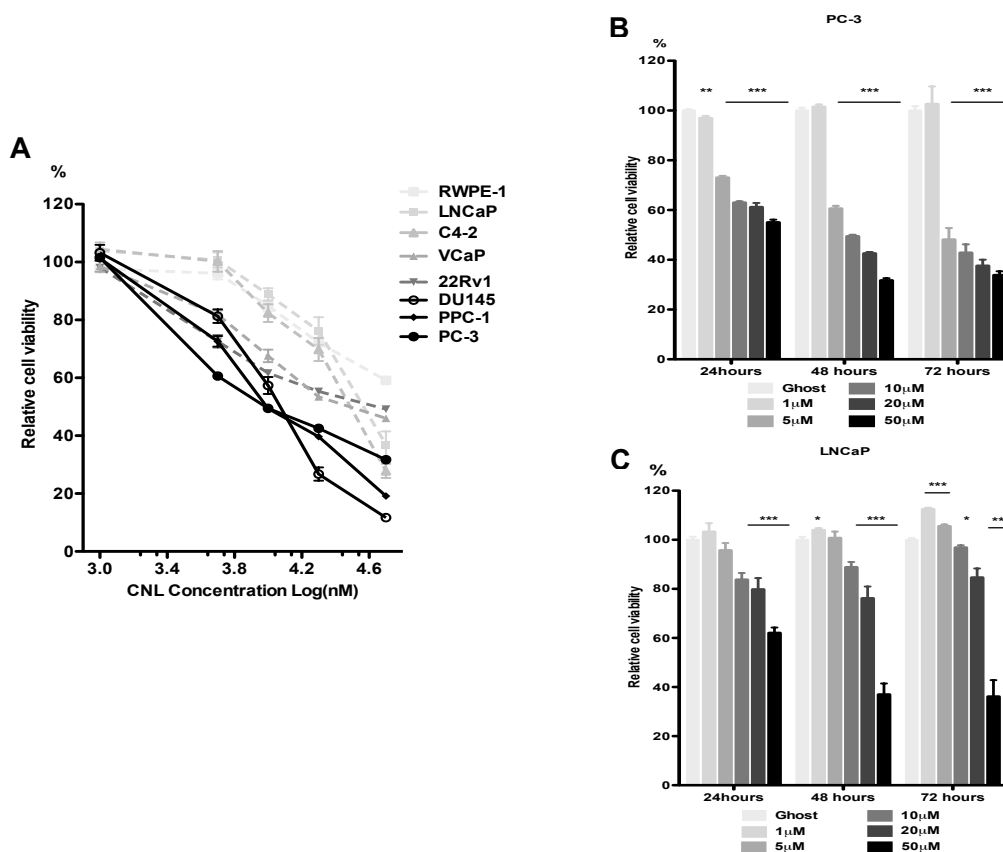 A
%
120
100
80
60
40
20
0
Relative cell viability
3.0 3.4 3.8 4.2 4.6
CNL Concentration Log(nM)
RWPE-1
LNCaP
C4-2
VCaP
22Rv1
DU145
PPC-1
PC-3
B
PC-3
%
120
100
80
60
40
20
0
Relative cell viability
** *** *** ***
24hours 48 hours 72 hours
Ghost 10μM
1μM 20μM
5μM 50μM
C
LNCaP
%
120
100
80
60
40
20
0
Relative cell viability
*** * *** *** * **
24hours 48 hours 72 hours
Ghost 10μM
1μM 20μM
5μM 50μM